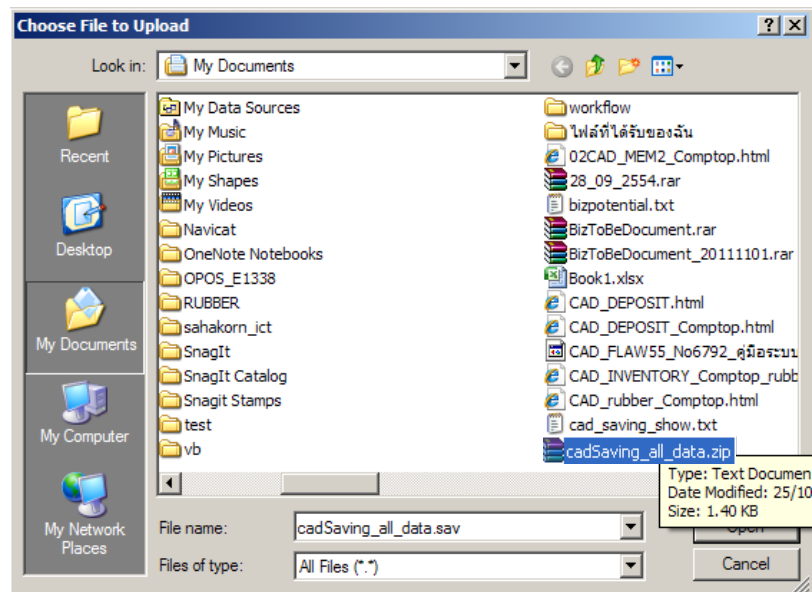 Choose File to Upload
Look in:
My Documents
Recent
Desktop
My Documents
My Computer
My Network
Places
My Data Sources
My Music
My Pictures
My Shapes
My Videos
Navicat
OneNote Notebooks
OPOS_E1338
RUBBER
sahakorn_ict
SnagIt
SnagIt Catalog
Snagit Stamps
test
vb
workflow
ไฟล์ที่ได้รับของฉัน
02CAD_MEM2_Comptop.html
28_09_2554.rar
bizpotential.txt
BizToBeDocument.rar
BizToBeDocument_20111101.rar
Book1.xlsx
CAD_DEPOSIT.html
CAD_DEPOSIT_Comptop.html
CAD_FLAW55_No6792_คู่มือระบบ
CAD_INVENTORY_Comptop_rubb
CAD_rubber_Comptop.html
cad_saving_show.txt
cadSaving_all_data.zip
Type: Text Documen
Date Modified: 25/10
Size: 1.40 KB
File name:
cadSaving_all_data.sav
Open
Files of type:
All Files (*.*)
Cancel